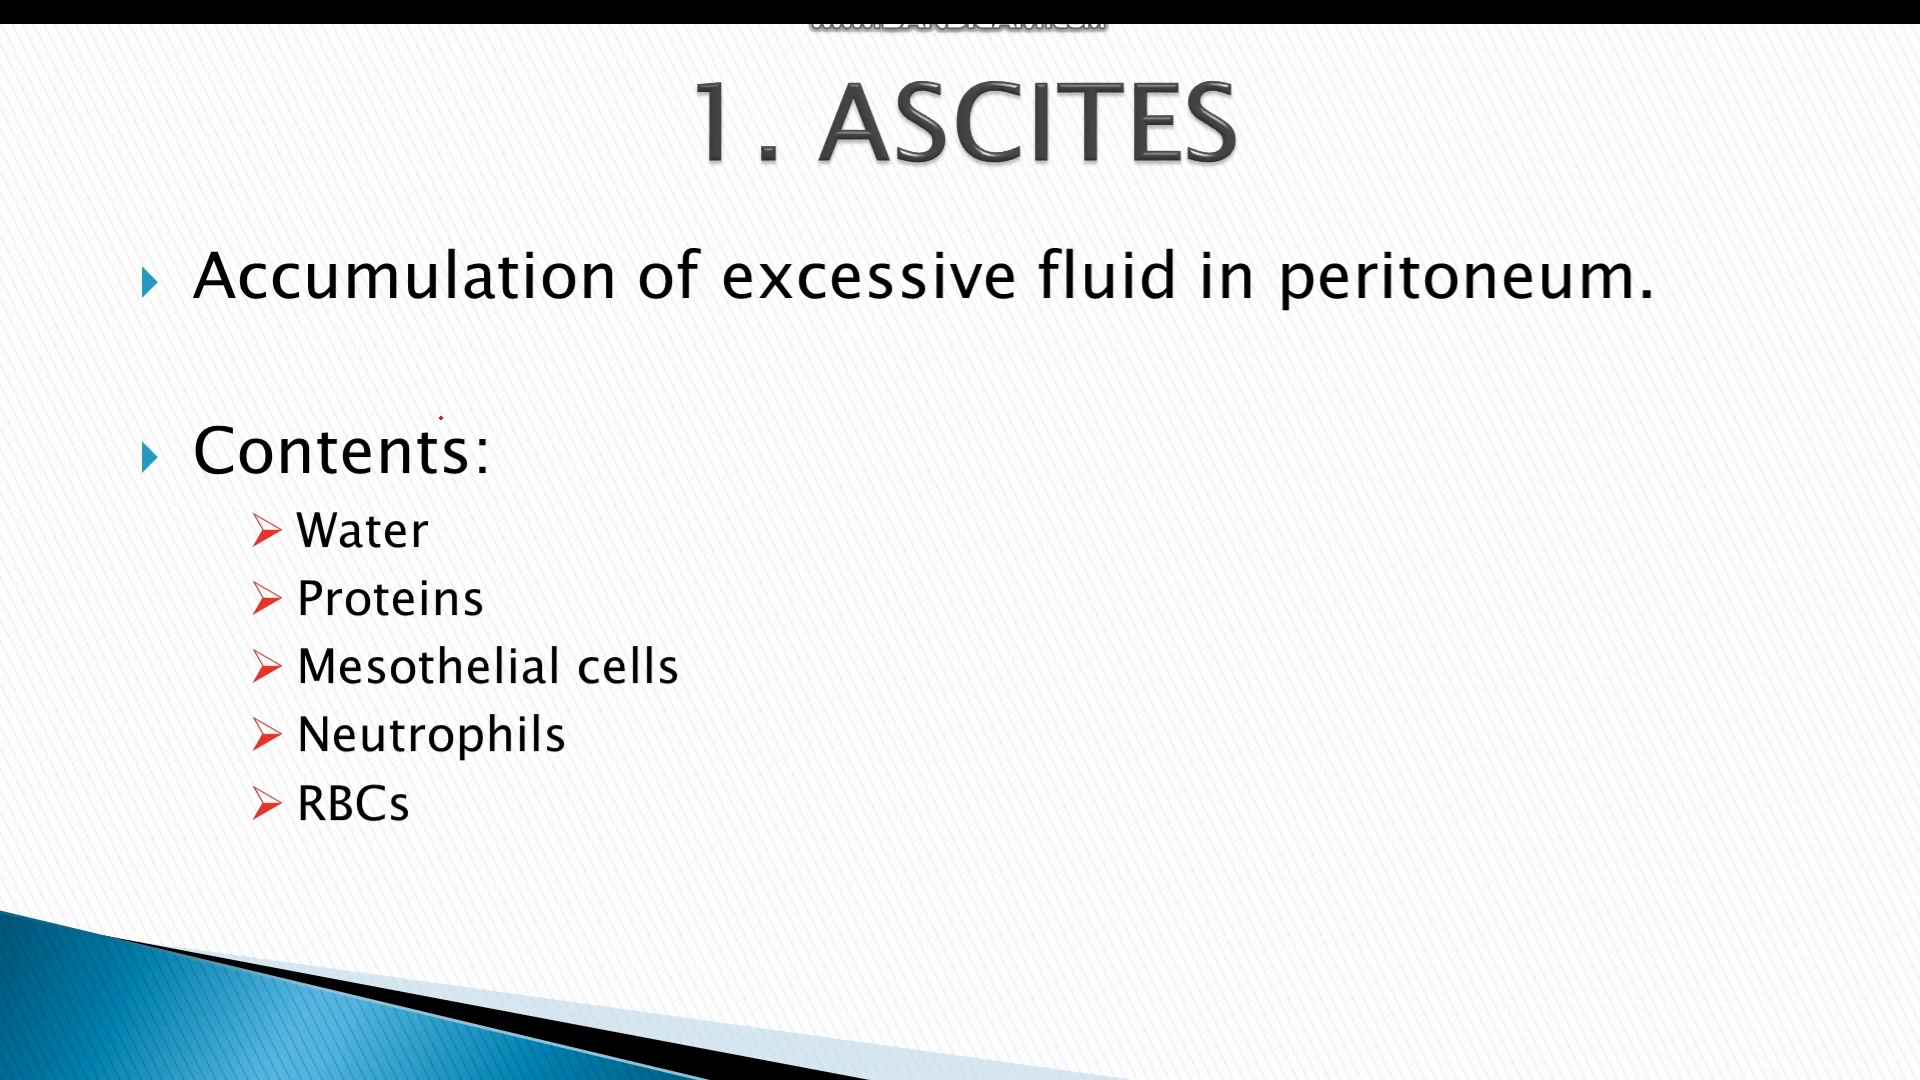 1. ASCITES
Accumulation of excessive fluid in peritoneum.
Contents:
Water
Proteins
Mesothelial cells
Neutrophils
RBCs